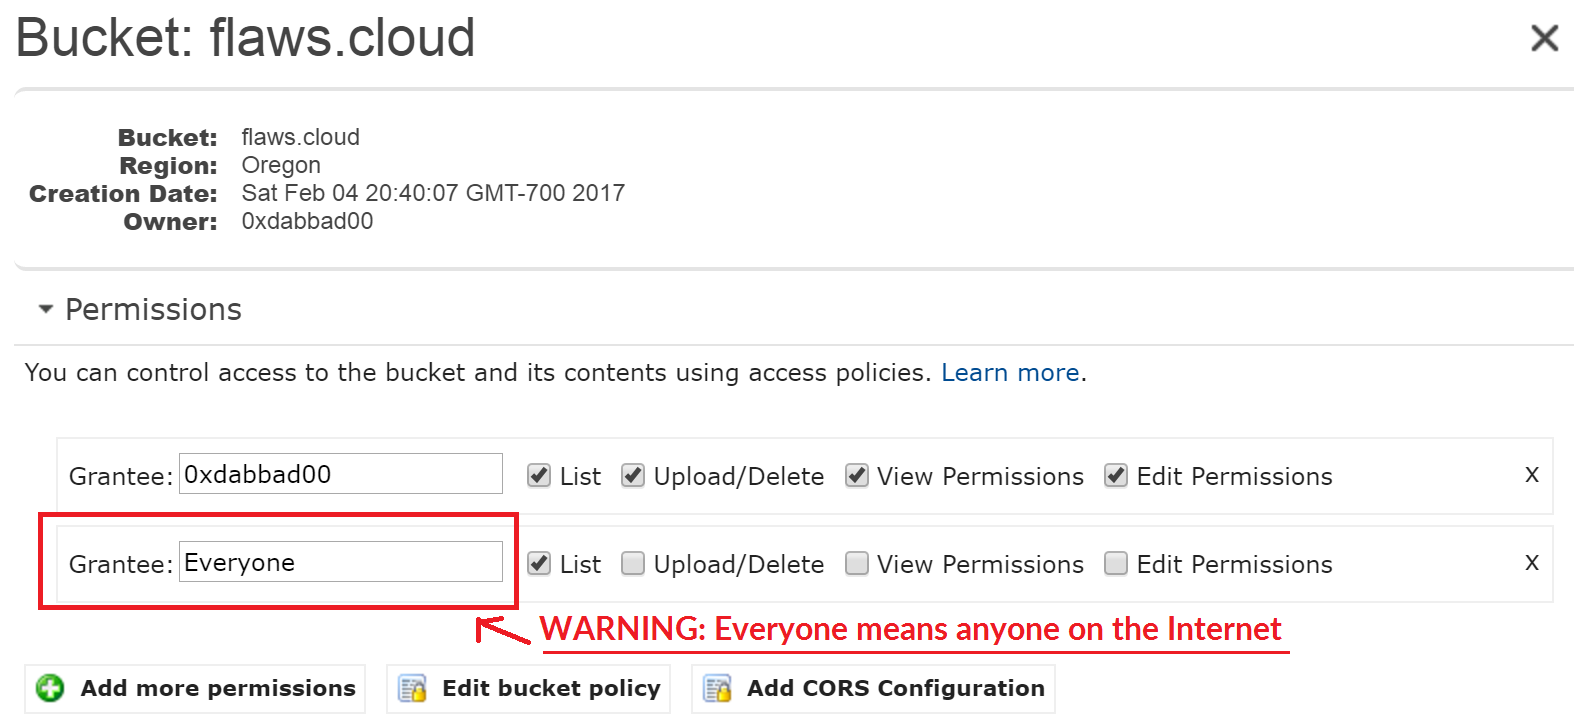 Bucket: flaws.cloud
Bucket: flaws.cloud
Region: Oregon
Creation Date: Sat Feb 04 20:40:07 GMT-700 2017
Owner: 0xdabbad00
Permissions
You can control access to the bucket and its contents using access policies. Learn more.
Grantee: 0xdabbad00 List Upload/Delete View Permissions Edit Permissions x
Grantee: Everyone List Upload/Delete View Permissions Edit Permissions x
WARNING: Everyone means anyone on the Internet
Add more permissions Edit bucket policy Add CORS Configuration